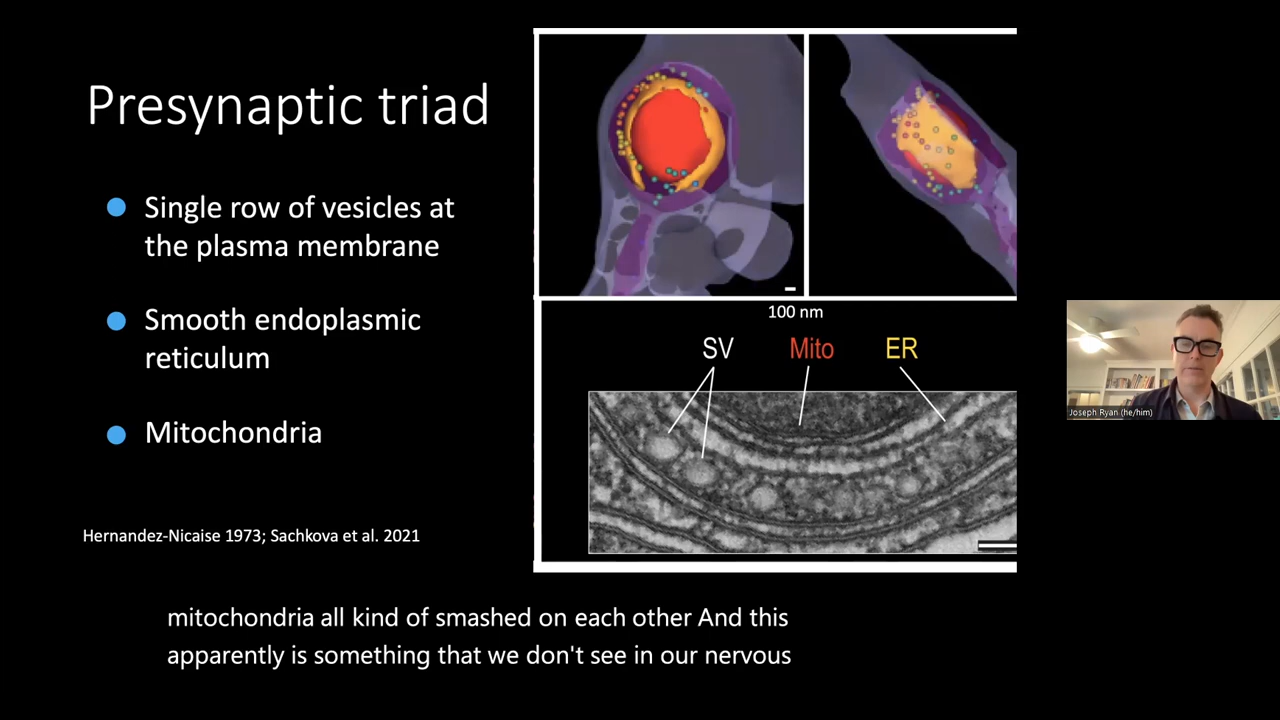 Presynaptic triad
Single row of vesicles at
the plasma membrane
Smooth endoplasmic
reticulum
Mitochondria
Hernandez-Nicaise 1973; Sachkova et al. 2021
100 nm
SV Mito ER
Joseph Ryan (he/him)
mitochondria all kind of smashed on each other And this
apparently is something that we don't see in our nervous